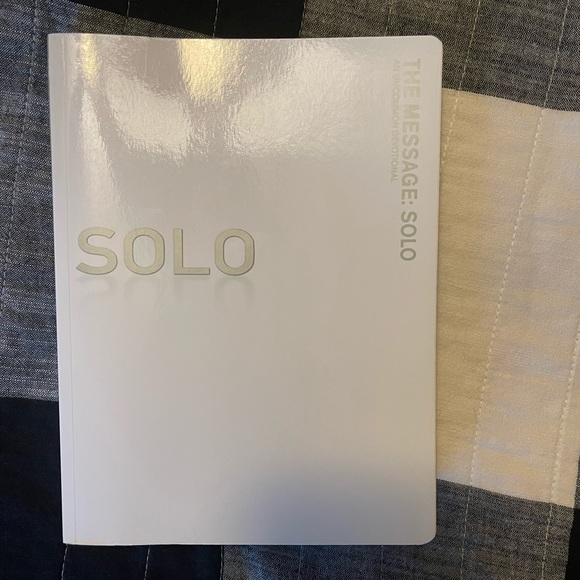 SOLO
THE MESSAGE: SOLO
AN UNCOMMON DEVOTIONAL